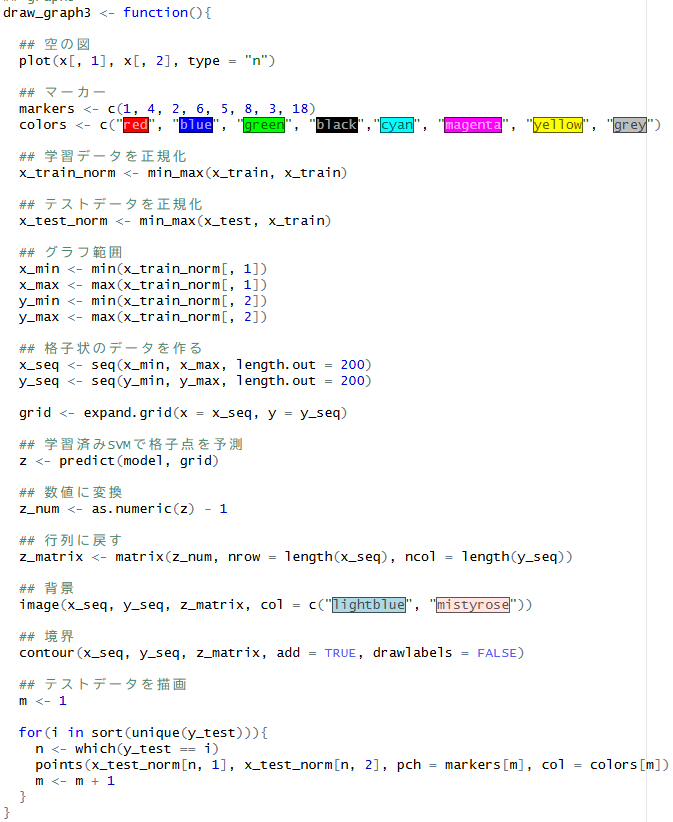 draw_graph3 <- function(){
## 空の図
plot(x[, 1], x[, 2], type = "n")
## マーカー
markers <- c(1, 4, 2, 6, 5, 8, 3, 18)
colors <- c("red", "blue", "green", "black","cyan", "magenta", "yellow", "grey")
## 学習データを正規化
x_train_norm <- min_max(x_train, x_train)
## テストデータを正規化
x_test_norm <- min_max(x_test, x_train)
## グラフ範囲
x_min <- min(x_train_norm[, 1])
x_max <- max(x_train_norm[, 1])
y_min <- min(x_train_norm[, 2])
y_max <- max(x_train_norm[, 2])
## 格子状のデータを作る
x_seq <- seq(x_min, x_max, length.out = 200)
y_seq <- seq(y_min, y_max, length.out = 200)
grid <- expand.grid(x = x_seq, y = y_seq)
## 学習済みSVMで格子点を予測
z <- predict(model, grid)
## 数値に変換
z_num <- as.numeric(z) - 1
## 行列に戻す
z_matrix <- matrix(z_num, nrow = length(x_seq), ncol = length(y_seq))
## 背景
image(x_seq, y_seq, z_matrix, col = c("lightblue", "mistyrose"))
## 境界
contour(x_seq, y_seq, z_matrix, add = TRUE, drawlabels = FALSE)
## テストデータを描画
m <- 1
for(i in sort(unique(y_test))){
n <- which(y_test == i)
points(x_test_norm[n, 1], x_test_norm[n, 2], pch = markers[m], col = colors[m])
m <- m + 1
}
}